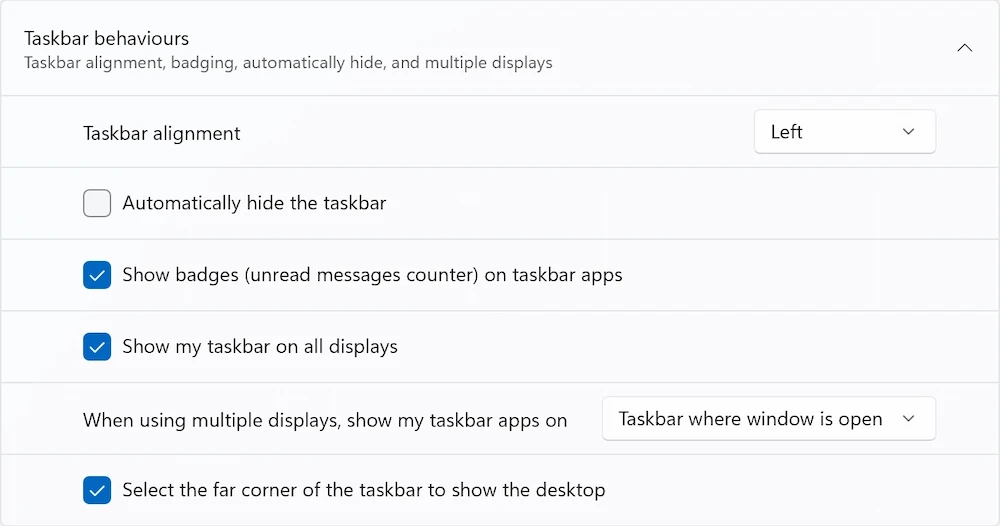 Taskbar behaviours
Taskbar alignment, badging, automatically hide, and multiple displays
Taskbar alignment
Left
Automatically hide the taskbar
Show badges (unread messages counter) on taskbar apps
Show my taskbar on all displays
When using multiple displays, show my taskbar apps on
Taskbar where window is open
Select the far corner of the taskbar to show the desktop